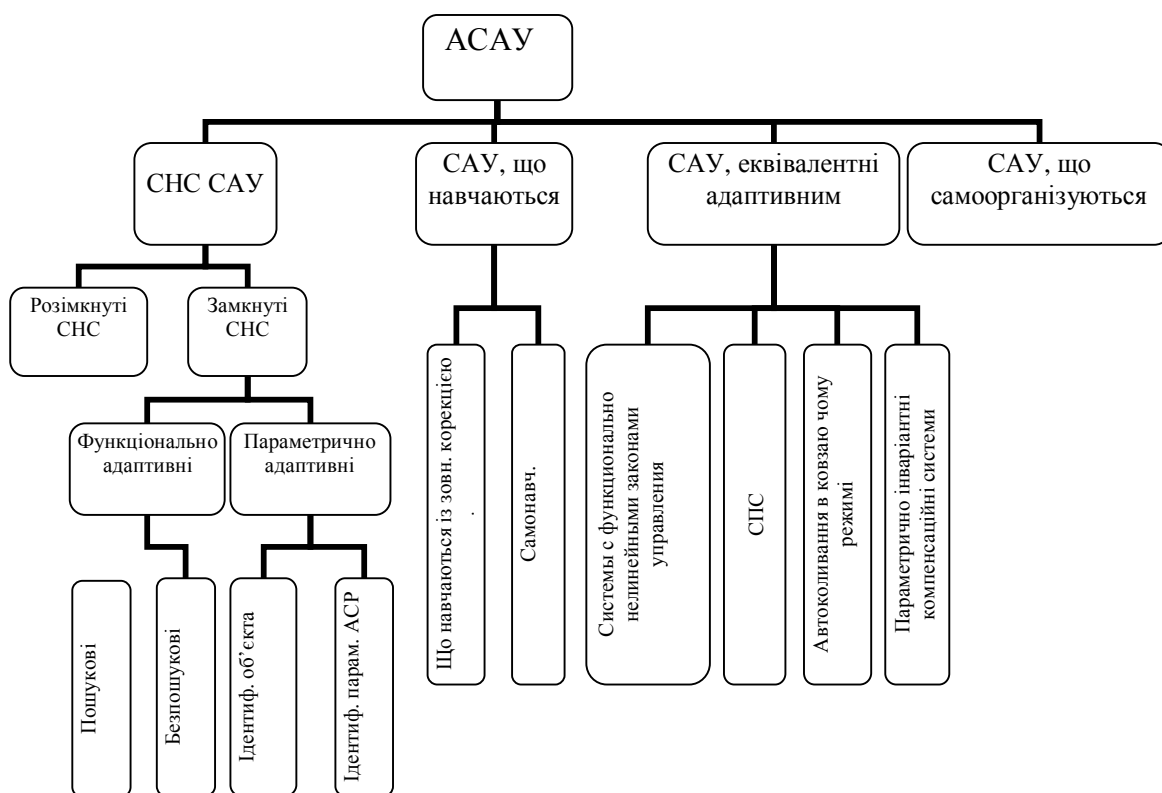 АСАУ
СНС САУ
САУ, що
навчаються
САУ, еквівалентні
адаптивним
САУ, що
самоорганізуються
Розімкнуті
СНС
Замкнуті
СНС
Функціонально
адаптивні
Параметрично
адаптивні
Пошукові
Безпошукові
Ідентиф. об’єкта
Ідентиф. парам. АСР
Що навчаються із зовн. корекцією
.
Самонавч.
Системы с функционально
нелинейными законами
управления
СПС
Автоколивання в ковзаю чому
режимі
Параметрично інваріантні
компенсаційні системи